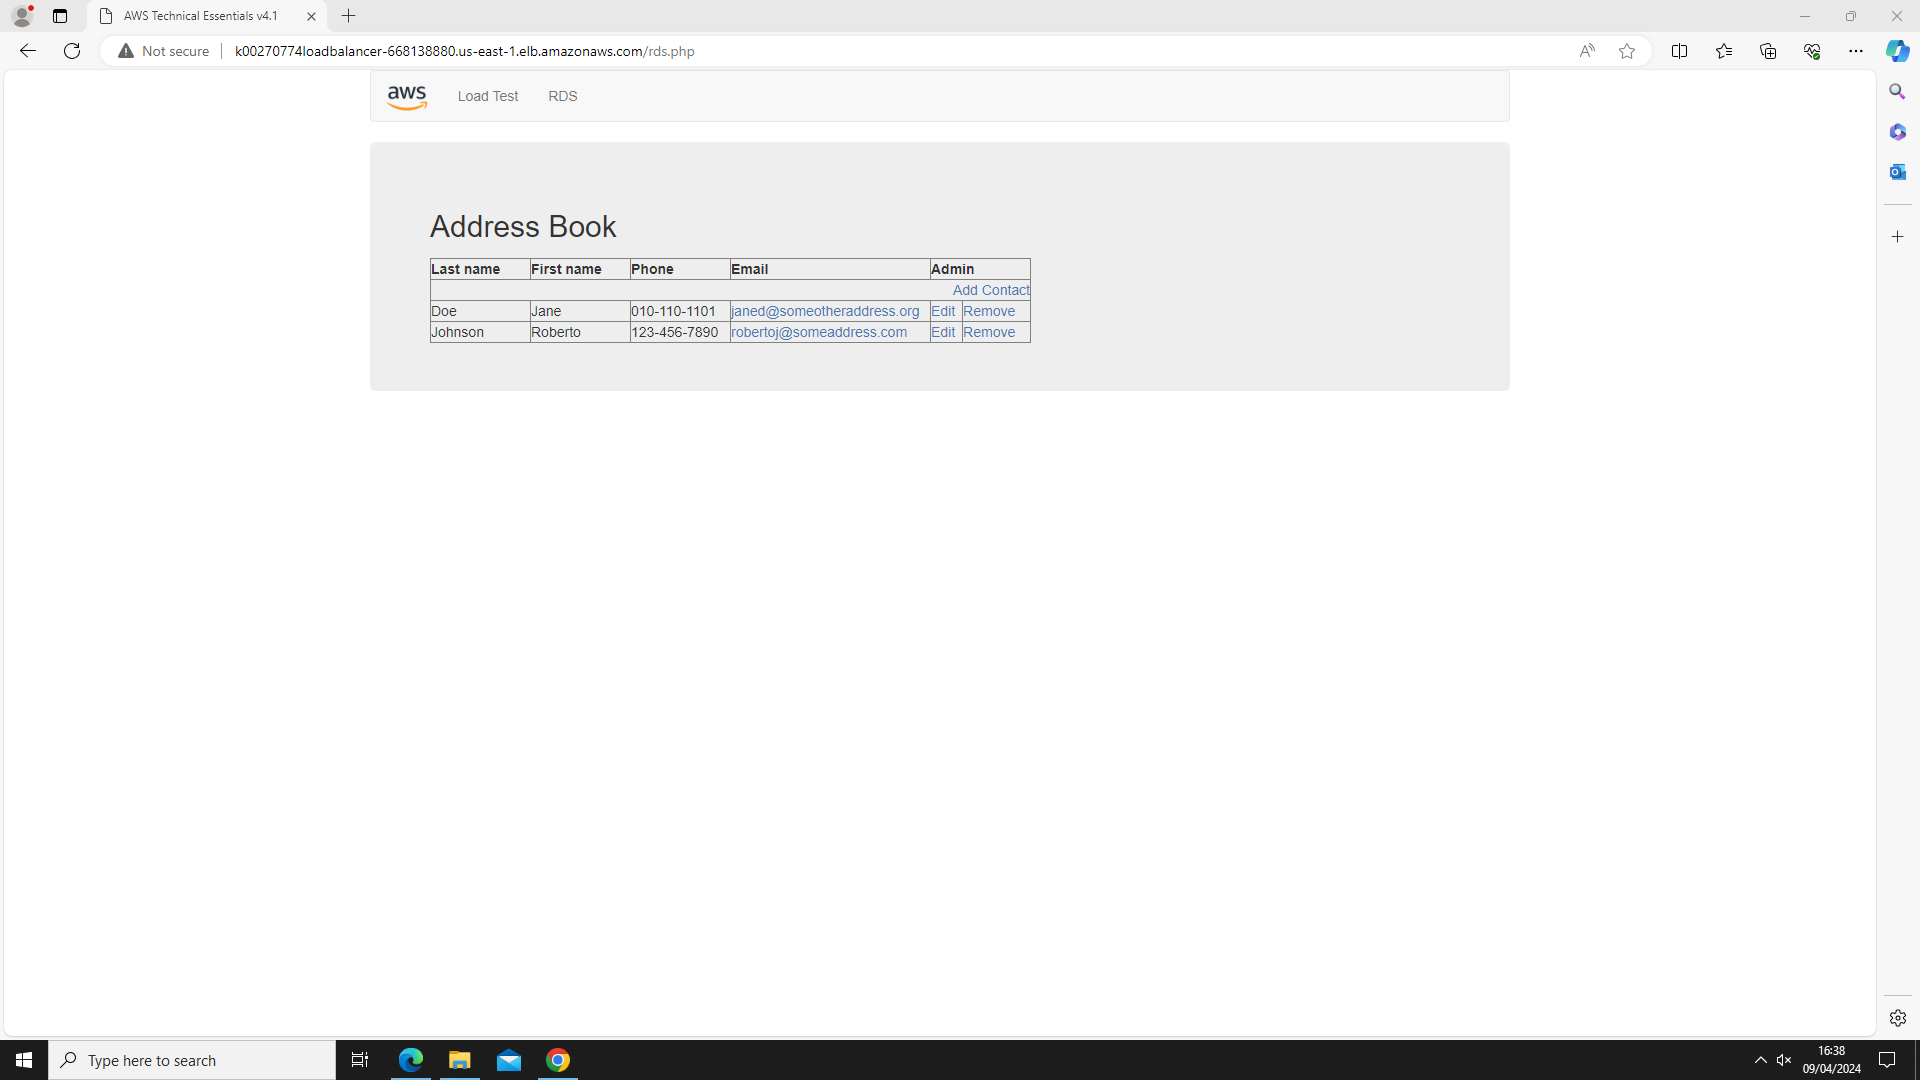 AWS Technical Essentials v4.1
Not secure k00270774loadbalancer-668138880.us-east-1.elb.amazonaws.com/rds.php
aws Load Test RDS
Address Book
Last name First name Phone Email Admin
Add Contact
Doe Jane 010-110-1101 janed@someotheraddress.org Edit Remove
Johnson Roberto 123-456-7890 robertoj@someaddress.com Edit Remove
Type here to search
16:38
09/04/2024